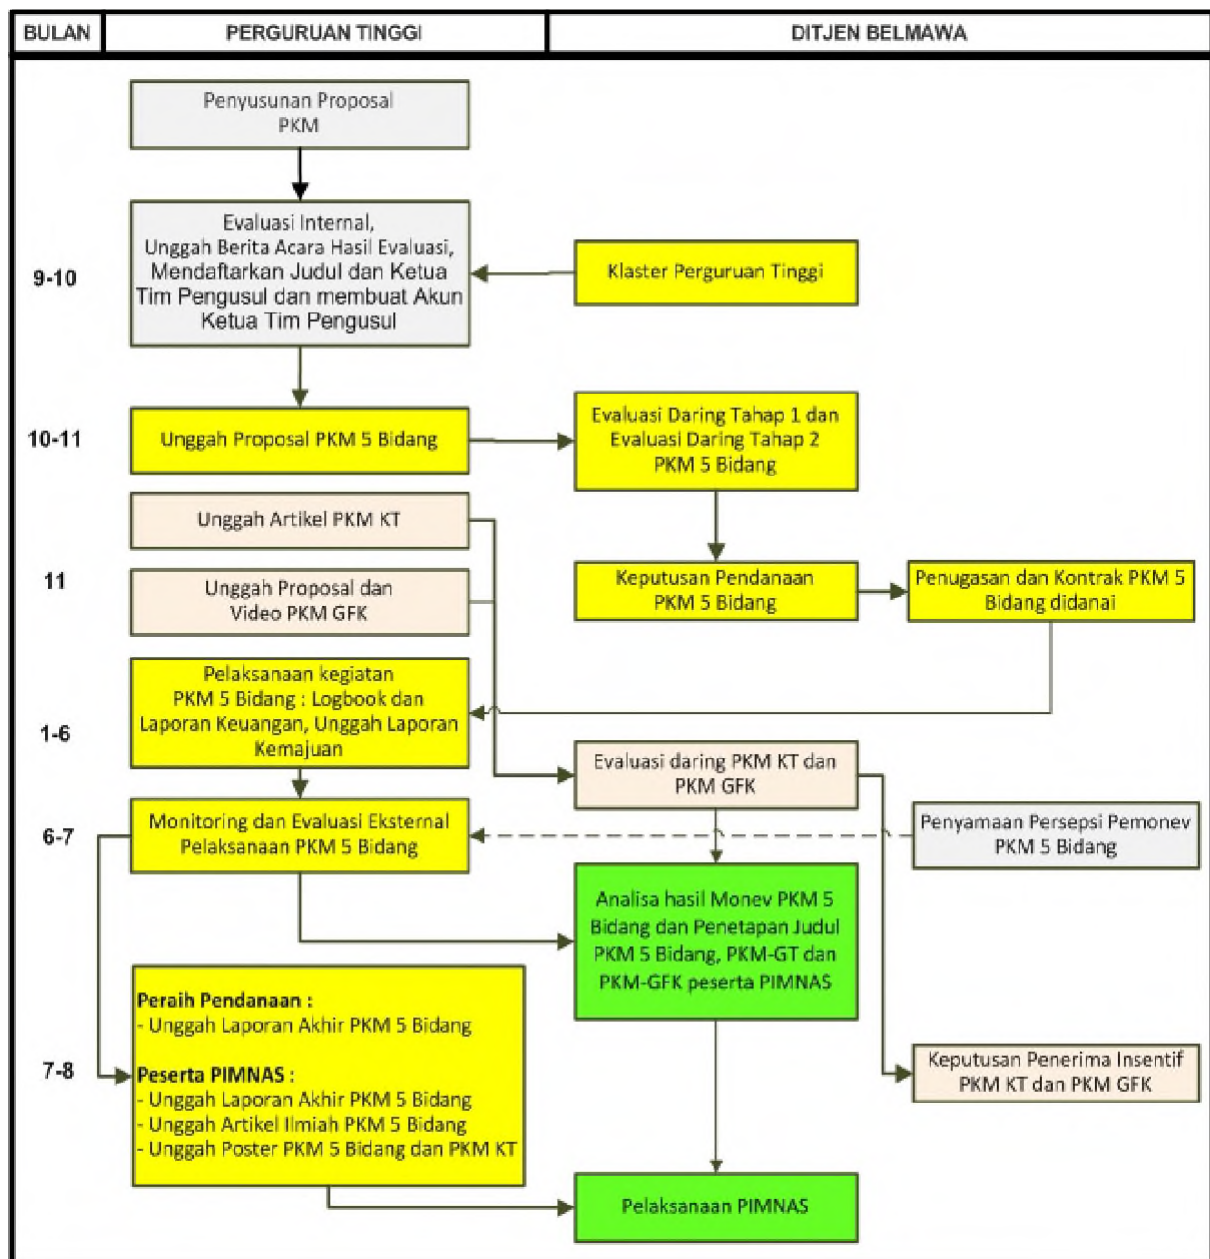 BULAN
PERGURUAN TINGGI
DITJEN BELMAWA
Penyusunan Proposal
PKM
9-10
Evaluasi Internal,
Unggah Berita Acara Hasil Evaluasi,
Mendaftarkan Judul dan Ketua
Tim Pengusul dan membuat Akun
Ketua Tim Pengusul
Klaster Perguruan Tinggi
10-11
Unggah Proposal PKM 5 Bidang
Evaluasi Daring Tahap 1 dan
Evaluasi Daring Tahap 2
PKM 5 Bidang
Unggah Artikel PKM KT
11
Unggah Proposal dan
Video PKM GFK
Keputusan Pendanaan
PKM 5 Bidang
Penugasan dan Kontrak PKM 5
Bidang didanai
1-6
Pelaksanaan kegiatan
PKM 5 Bidang : Logbook dan
Laporan Keuangan, Unggah Laporan
Kemajuan
Evaluasi daring PKM KT dan
PKM GFK
6-7
Monitoring dan Evaluasi Eksternal
Pelaksanaan PKM 5 Bidang
Penyamaan Persepsi Pemonev
PKM 5 Bidang
Analisa hasil Monev PKM 5
Bidang dan Penetapan Judul
PKM 5 Bidang, PKM-GT dan
PKM-GFK peserta PIMNAS
7-8
Peraih Pendanaan :
- Unggah Laporan Akhir PKM 5 Bidang
Peserta PIMNAS :
- Unggah Laporan Akhir PKM 5 Bidang
- Unggah Artikel Ilmiah PKM 5 Bidang
- Unggah Poster PKM 5 Bidang dan PKM KT
Keputusan Penerima Insentif
PKM KT dan PKM GFK
Pelaksanaan PIMNAS